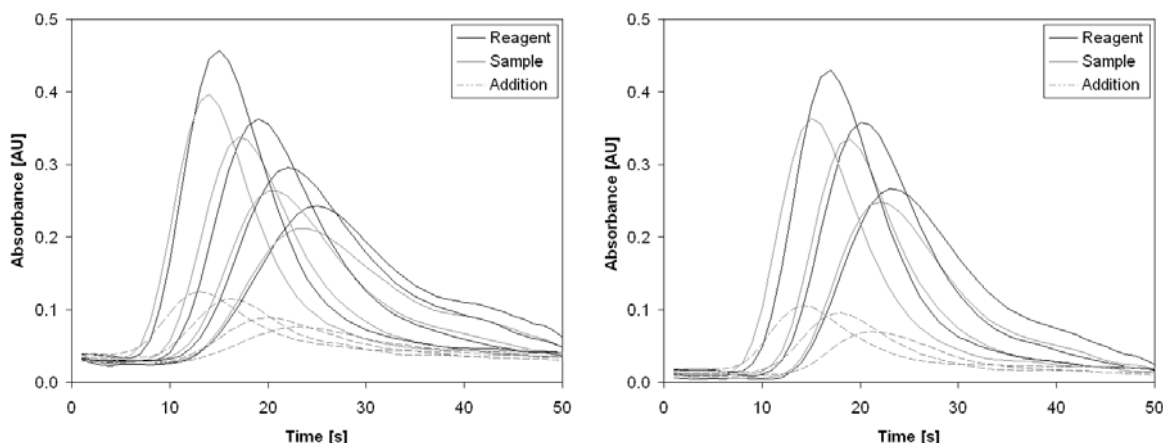 0.5
0.4
0.3
0.2
0.1
0.0
Absorbance [AU]
0 10 20 30 40 50
Time [s]
Reagent
Sample
Addition
0.5
0.4
0.3
0.2
0.1
0.0
Absorbance [AU]
0 10 20 30 40 50
Time [s]
Reagent
Sample
Addition